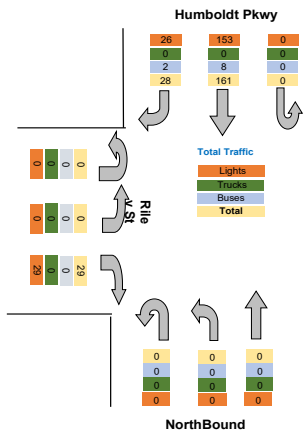 Humboldt Pkwy
26 153 0
0 0 0
2 8 0
28 161 0
Total Traffic
Lights
Trucks
Buses
Total
0 0 0 0
Rile
y St
0 0 0 0
29 0 0 29
0 0 0
0 0 0
0 0 0
0 0 0
NorthBound